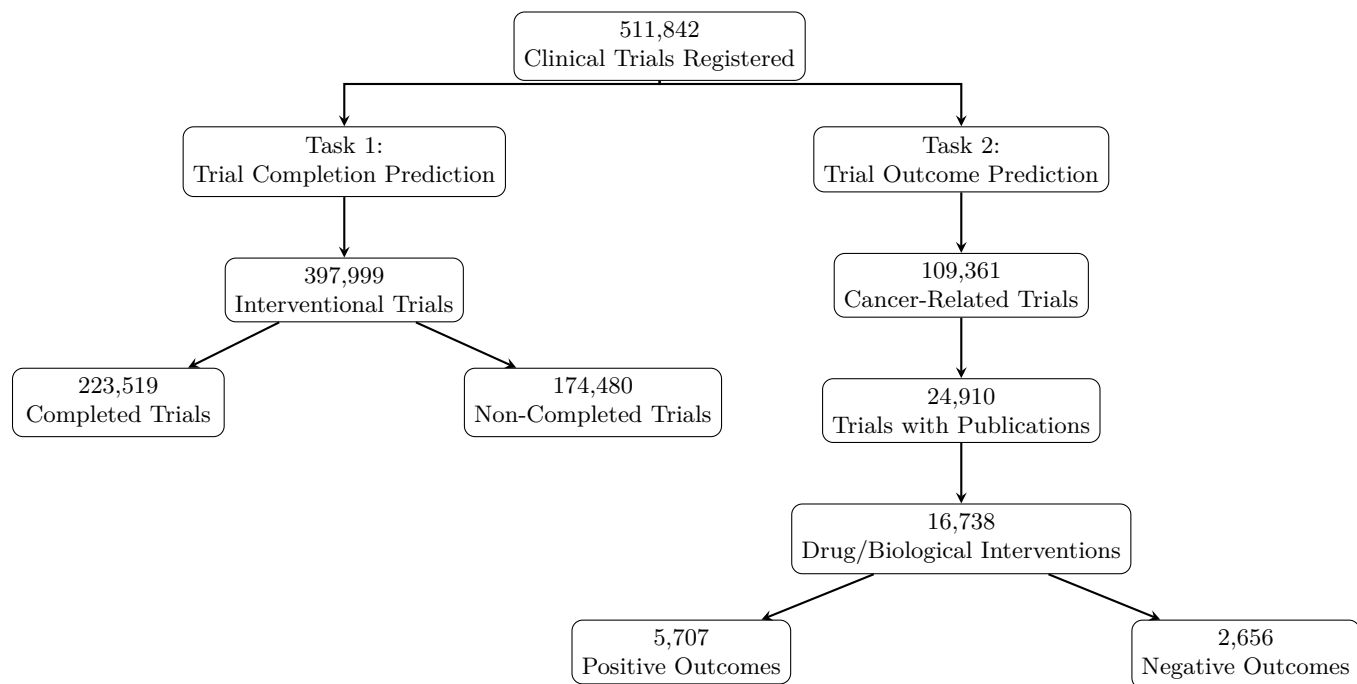 511,842
Clinical Trials Registered
Task 1:
Trial Completion Prediction
Task 2:
Trial Outcome Prediction
397,999
Interventional Trials
109,361
Cancer-Related Trials
223,519
Completed Trials
174,480
Non-Completed Trials
24,910
Trials with Publications
16,738
Drug/Biological Interventions
5,707
Positive Outcomes
2,656
Negative Outcomes